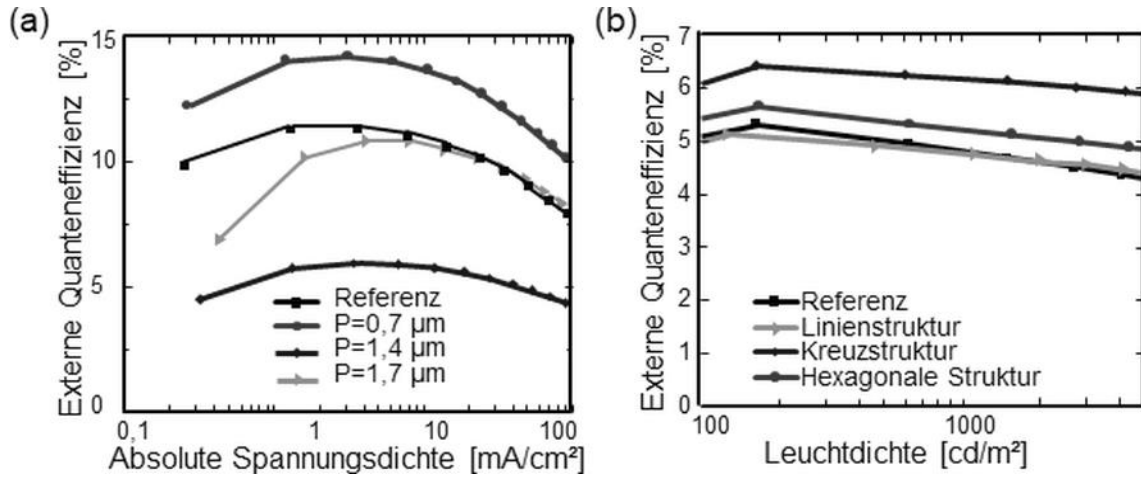 (a)
Externe Quanteneffizienz [%]
15
10
5
0
Referenz
P=0,7 µm
P=1,4 µm
P=1,7 µm
0,1
1
10
100
Absolute Spannungsdichte [mA/cm²]
(b)
Externe Quanteneffizienz [%]
7
6
5
4
3
2
1
0
Referenz
Linienstruktur
Kreuzstruktur
Hexagonale Struktur
100
1000
Leuchtdichte [cd/m²]